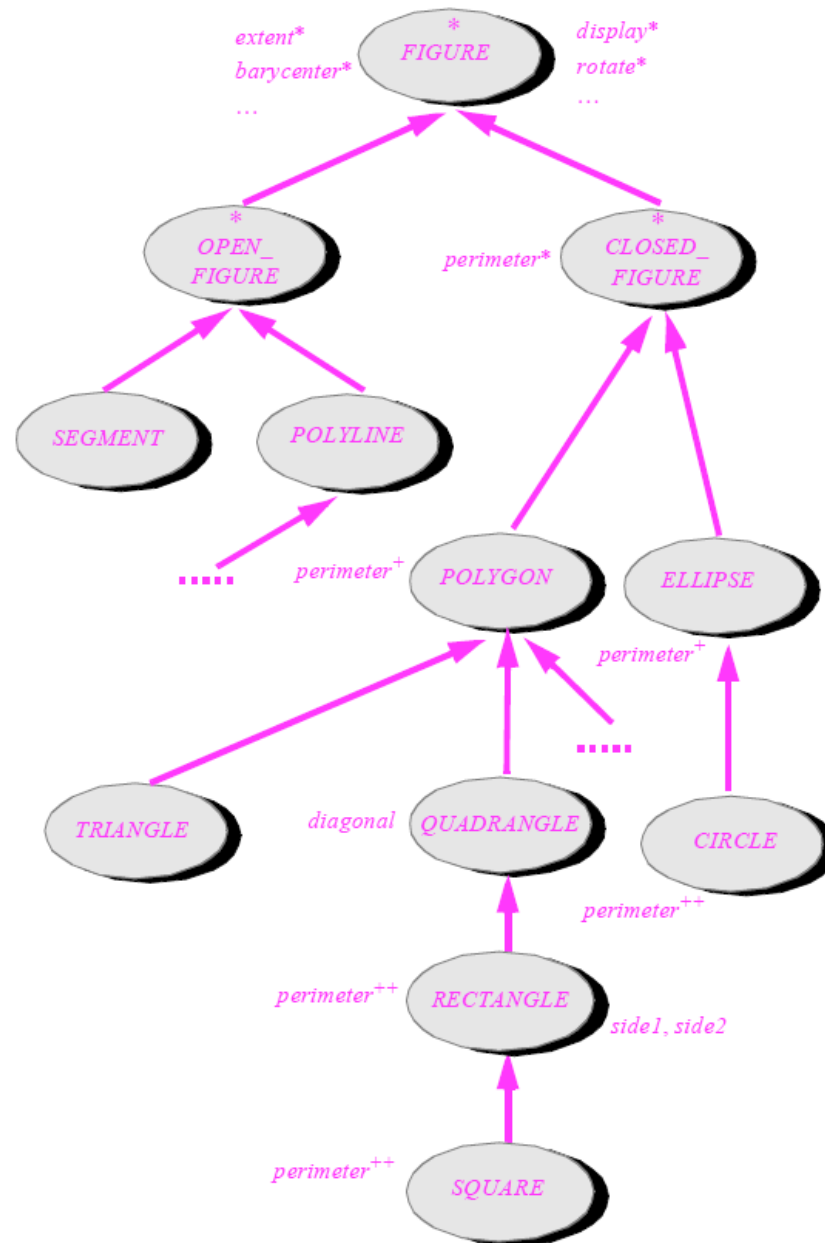 extent*
barycenter*
…
*
FIGURE
display*
rotate*
…
*
OPEN_
FIGURE
perimeter*
*
CLOSED_
FIGURE
SEGMENT
POLYLINE
perimeter+
POLYGON
ELLIPSE
perimeter+
TRIANGLE
diagonal
QUADRANGLE
CIRCLE
perimeter++
perimeter++
RECTANGLE
side1, side2
perimeter++
SQUARE